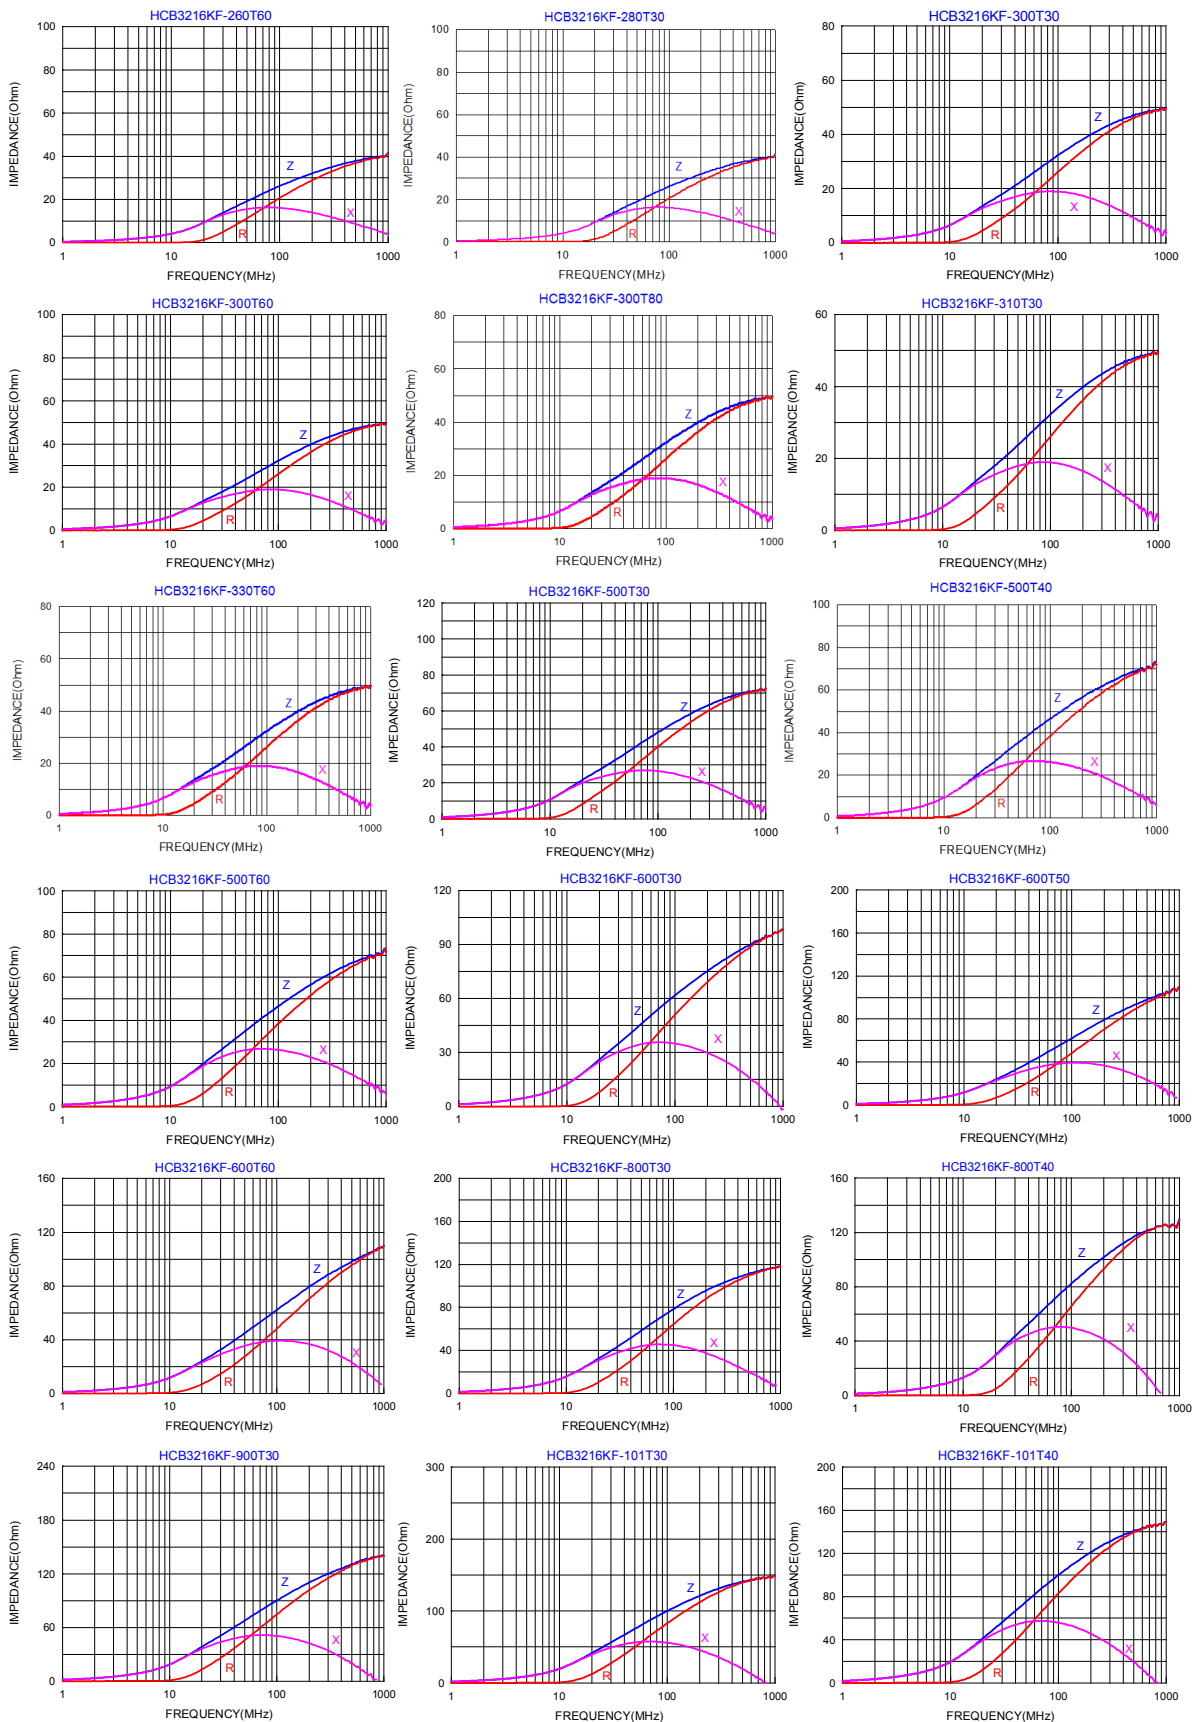 HCB3216KF-260T60
HCB3216KF-280T30
HCB3216KF-300T30
IMPEDANCE(Ohm)
100
80
60
40
20
0
Z
X
R
1
10
100
1000
FREQUENCY(MHz)
IMPEDANCE(Ohm)
100
80
60
40
20
0
Z
X
R
1
10
100
1000
FREQUENCY(MHz)
IMPEDANCE(Ohm)
80
60
40
20
0
Z
X
R
1
10
100
1000
FREQUENCY(MHz)
HCB3216KF-300T60
HCB3216KF-300T80
HCB3216KF-310T30
IMPEDANCE(Ohm)
100
80
60
40
20
0
Z
X
R
1
10
100
1000
FREQUENCY(MHz)
IMPEDANCE(Ohm)
80
60
40
20
0
Z
X
R
1
10
100
1000
FREQUENCY(MHz)
IMPEDANCE(Ohm)
60
40
20
0
Z
X
R
1
10
100
1000
FREQUENCY(MHz)
HCB3216KF-330T60
HCB3216KF-500T30
HCB3216KF-500T40
IMPEDANCE(Ohm)
80
60
40
20
0
Z
X
R
1
10
100
1000
FREQUENCY(MHz)
IMPEDANCE(Ohm)
120
100
80
60
40
20
0
Z
X
R
1
10
100
1000
FREQUENCY(MHz)
IMPEDANCE(Ohm)
100
80
60
40
20
0
Z
X
R
1
10
100
1000
FREQUENCY(MHz)
HCB3216KF-500T60
HCB3216KF-600T30
HCB3216KF-600T50
IMPEDANCE(Ohm)
100
80
60
40
20
0
Z
X
R
1
10
100
1000
FREQUENCY(MHz)
IMPEDANCE(Ohm)
120
90
60
30
0
Z
X
R
1
10
100
1000
FREQUENCY(MHz)
IMPEDANCE(Ohm)
200
160
120
80
40
0
Z
X
R
1
10
100
1000
FREQUENCY(MHz)
HCB3216KF-600T60
HCB3216KF-800T30
HCB3216KF-800T40
IMPEDANCE(Ohm)
160
120
80
40
0
Z
X
R
1
10
100
1000
FREQUENCY(MHz)
IMPEDANCE(Ohm)
200
160
120
80
40
0
Z
X
R
1
10
100
1000
FREQUENCY(MHz)
IMPEDANCE(Ohm)
160
120
80
40
0
Z
X
R
1
10
100
1000
FREQUENCY(MHz)
HCB3216KF-900T30
HCB3216KF-101T30
HCB3216KF-101T40
IMPEDANCE(Ohm)
240
180
120
60
0
Z
X
R
1
10
100
1000
FREQUENCY(MHz)
IMPEDANCE(Ohm)
300
200
100
0
Z
X
R
1
10
100
1000
FREQUENCY(MHz)
IMPEDANCE(Ohm)
200
160
120
80
40
0
Z
X
R
1
10
100
1000
FREQUENCY(MHz)